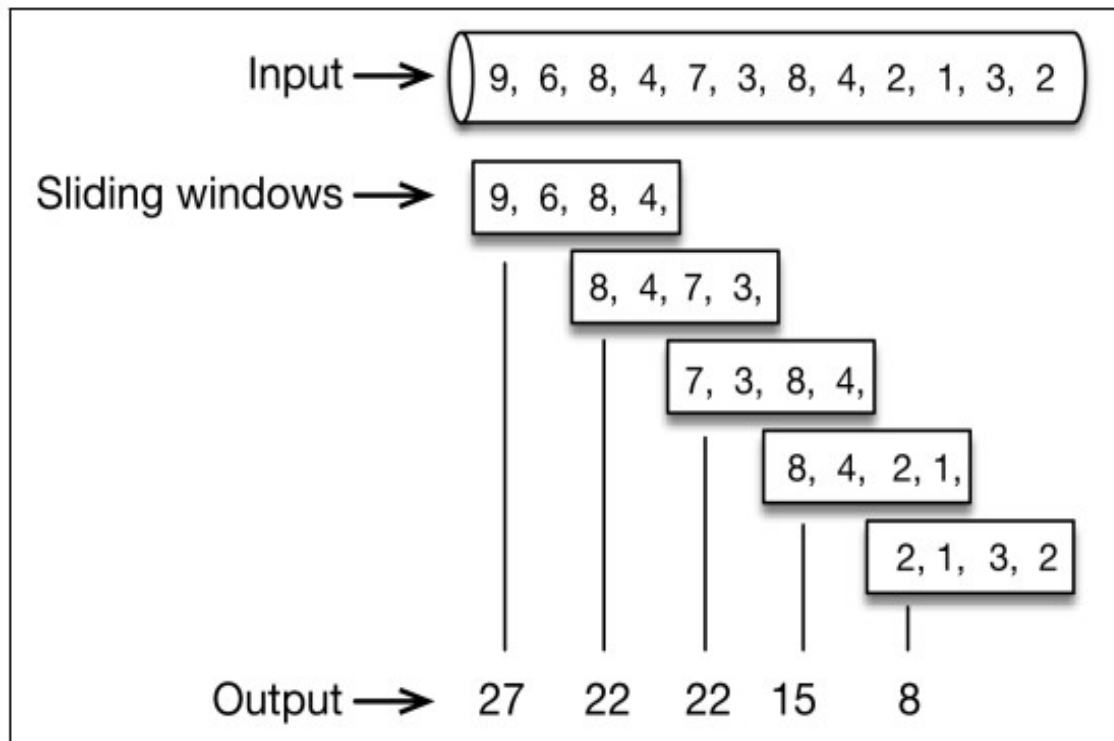 Input
9, 6, 8, 4, 7, 3, 8, 4, 2, 1, 3, 2
Sliding windows
9, 6, 8, 4,
8, 4, 7, 3,
7, 3, 8, 4,
8, 4, 2, 1,
2, 1, 3, 2
Output
27 22 22 15 8